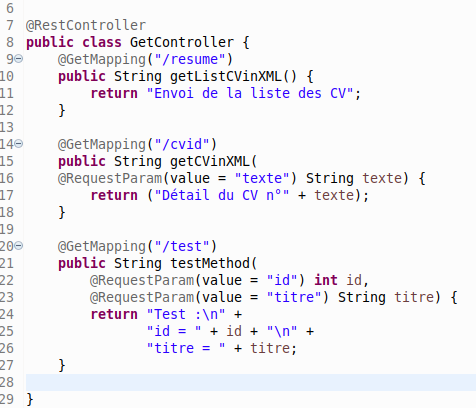 6
7 @RestController
8 public class GetController {
9 @GetMapping("/resume")
10 public String getListCVinXML() {
11 return "Envoi de la liste des CV";
12 }
13
14 @GetMapping("/cvid")
15 public String getCVinXML(
16 @RequestParam(value = "texte") String texte) {
17 return ("Détail du CV n°" + texte);
18 }
19
20 @GetMapping("/test")
21 public String testMethod(
22 @RequestParam(value = "id") int id,
23 @RequestParam(value = "titre") String titre) {
24 return "Test :\n" +
25 "id = " + id + "\n" +
26 "titre = " + titre;
27 }
28
29 }